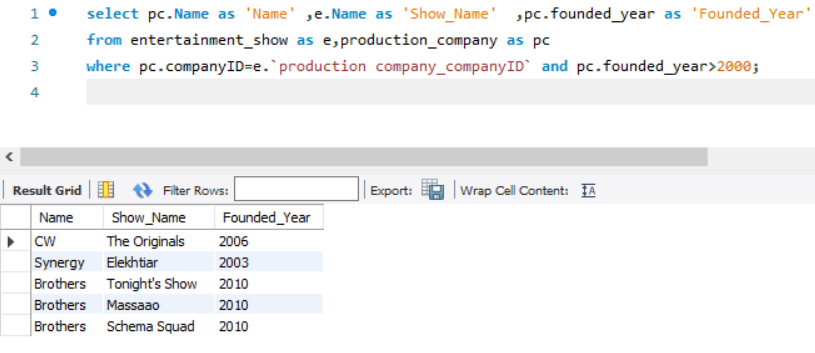 1 select pc.Name as 'Name' ,e.Name as 'Show_Name' ,pc.founded_year as 'Founded_Year'
2 from entertainment_show as e,production_company as pc
3 where pc.companyID=e.`production company_companyID` and pc.founded_year>2000;
4
Result Grid Filter Rows: Export: Wrap Cell Content: IA
Name Show_Name Founded_Year
CW The Originals 2006
Synergy Elekhtiar 2003
Brothers Tonight's Show 2010
Brothers Massaao 2010
Brothers Schema Squad 2010